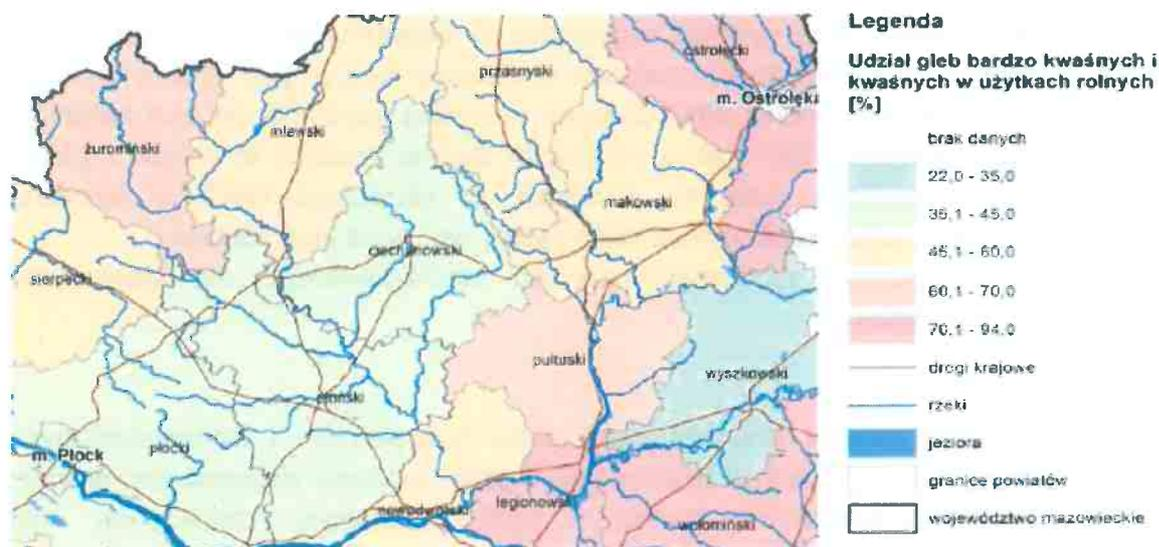 ostrołęcki
przasnyski
m. Ostrołęka
mławski
żuromiński
makowski
ciechanowski
sierpecki
pułtuski
wyszkowski
płoński
płocki
m. Płock
legionowski
nowodworski
wołomiński
Legenda
Udział gleb bardzo kwaśnych i
kwaśnych w użytkach rolnych
[%]
brak danych
22,0 - 35,0
35,1 - 45,0
45,1 - 60,0
60,1 - 70,0
70,1 - 94,0
drogi krajowe
rzeki
jeziora
granice powiatów
województwo mazowieckie